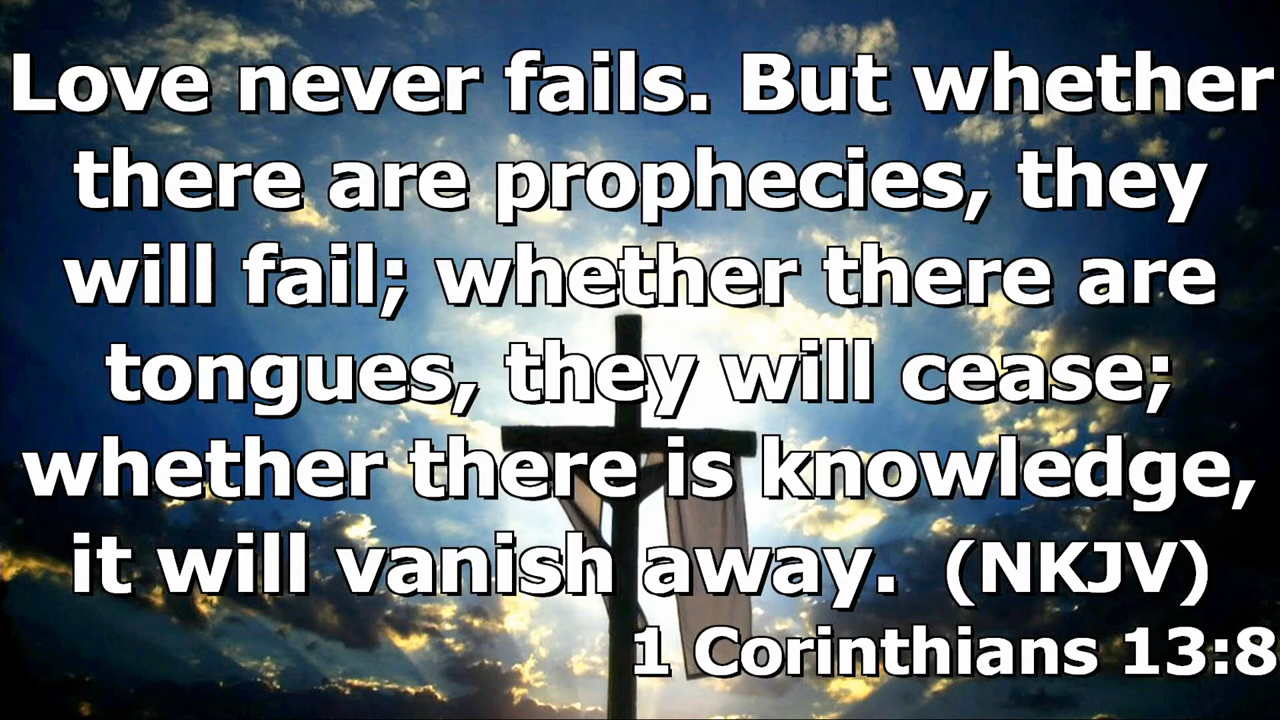 Love never fails. But whether
there are prophecies, they
will fail; whether there are
tongues, they will cease;
whether there is knowledge,
it will vanish away. (NKJV)
1 Corinthians 13:8